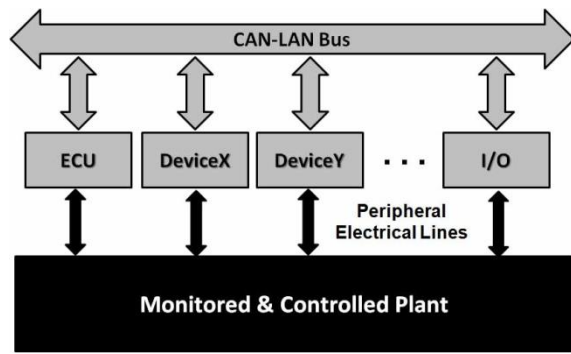 CAN-LAN Bus
ECU
DeviceX
DeviceY
. . .
I/O
Peripheral
Electrical Lines
Monitored & Controlled Plant